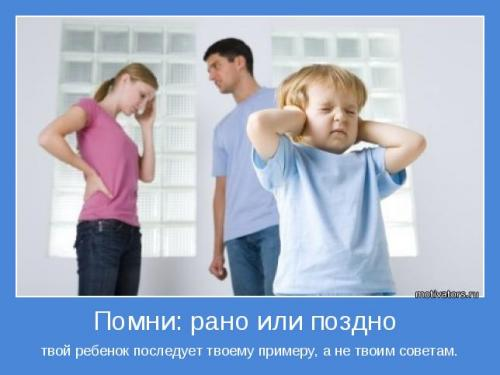 motivators.ru
Помни: рано или поздно
твой ребенок последует твоему примеру, а не твоим советам.